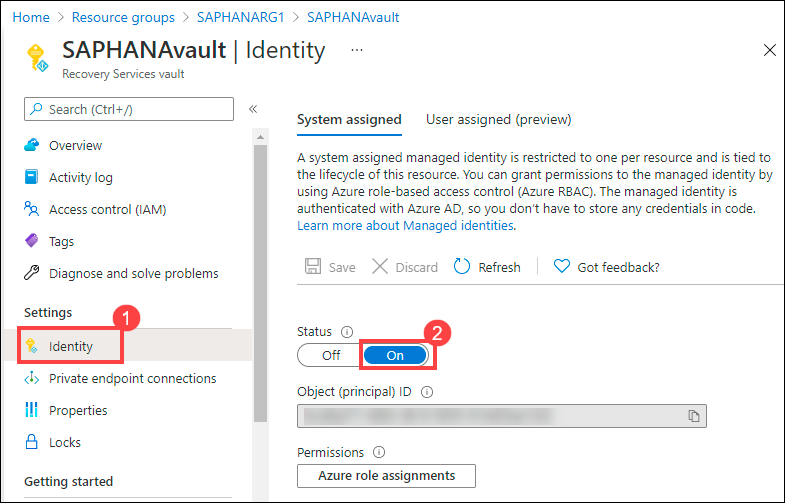 Home > Resource groups > SAPHANARG1 > SAPHANAvault
SAPHANAvault | Identity ...
Recovery Services vault
Search (Ctrl+/)
Overview
Activity log
Access control (IAM)
Tags
Diagnose and solve problems
Settings
1
Identity
Private endpoint connections
Properties
Locks
Getting started
System assigned User assigned (preview)
A system assigned managed identity is restricted to one per resource and is tied to
the lifecycle of this resource. You can grant permissions to the managed identity by
using Azure role-based access control (Azure RBAC). The managed identity is
authenticated with Azure AD, so you don't have to store any credentials in code.
Learn more about Managed identities.
Save Discard Refresh Got feedback?
Status
2
Off On
Object (principal) ID
Permissions
Azure role assignments